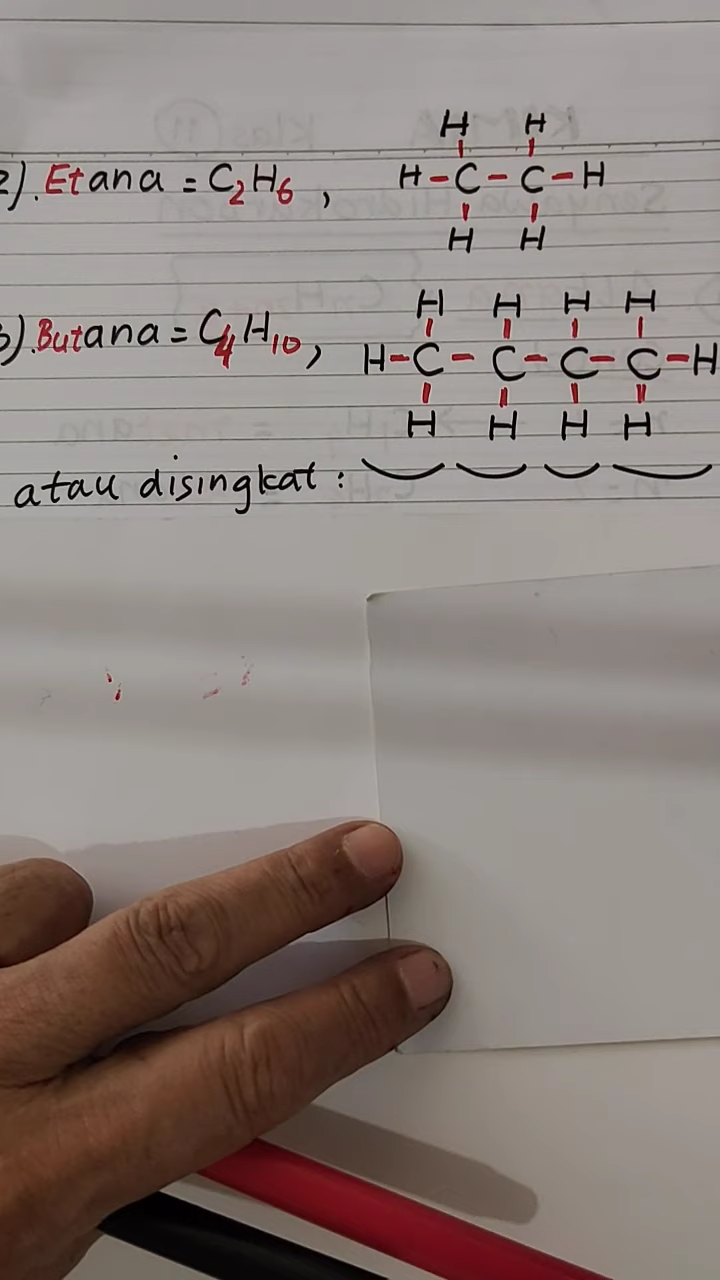 2). Etana = C₂H₆ ,
H H
H-C-C-H
H H
3). Butana = C₄H₁₀ ,
H H H H
H-C-C-C-C-H
H H H H
atau disingkat :